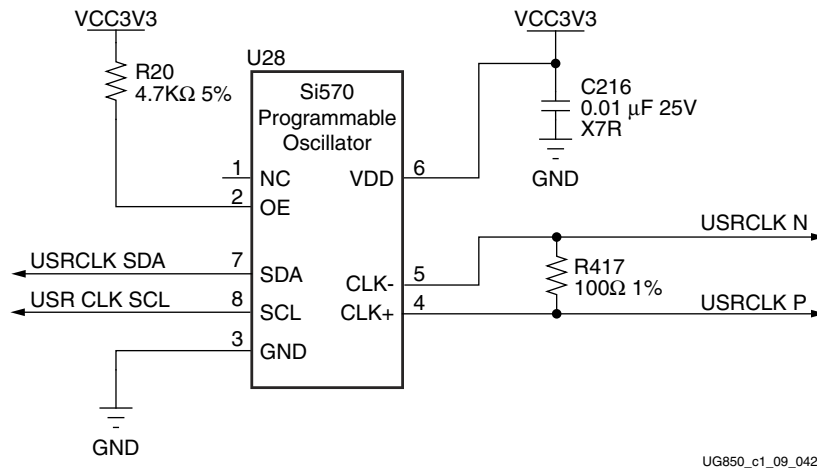 VCC3V3
VCC3V3
U28
R20
4.7KΩ 5%
Si570
Programmable
Oscillator
C216
0.01 μF 25V
X7R
GND
1
NC
VDD
6
2
OE
USRCLK N
USRCLK SDA
7
SDA
CLK-
5
R417
100Ω 1%
USR CLK SCL
8
SCL
CLK+
4
USRCLK P
3
GND
GND
UG850_c1_09_042